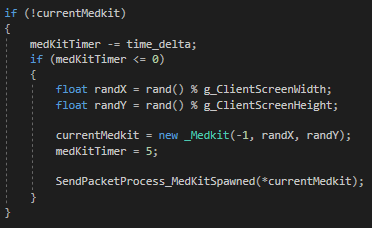 if (!currentMedkit)
{
medKitTimer -= time_delta;
if (medKitTimer <= 0)
{
float randX = rand() % g_ClientScreenWidth;
float randY = rand() % g_ClientScreenHeight;
currentMedkit = new _Medkit(-1, randX, randY);
medKitTimer = 5;
SendPacketProcess_MedKitSpawned(*currentMedkit);
}
}